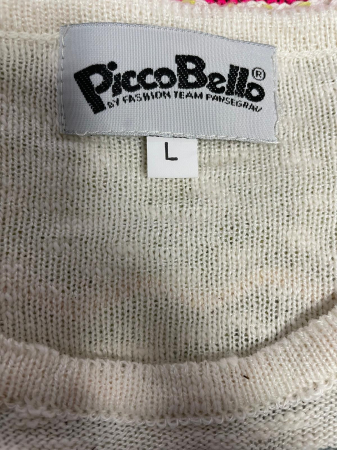 PiccoBello®
BY FASHION TEAM PANSEGRAU
L